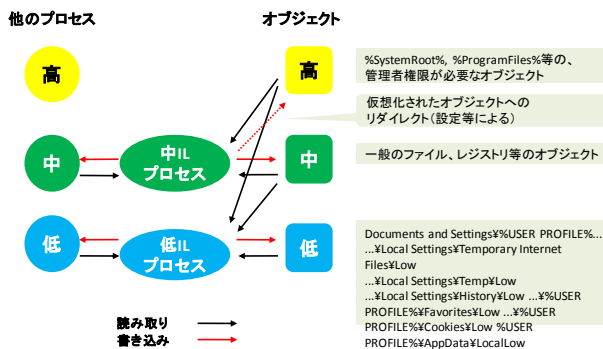 他のプロセス
オブジェクト
高
高
%SystemRoot%, %ProgramFiles%等の、
管理者権限が必要なオブジェクト
仮想化されたオブジェクトへの
リダイレクト（設定等による）
中
中IL
プロセス
中
一般のファイル、レジストリ等のオブジェクト
低
低IL
プロセス
低
Documents and Settings¥%USER PROFILE%...
...¥Local Settings¥Temporary Internet
Files¥Low
...¥Local Settings¥Temp¥Low
...¥Local Settings¥History¥Low ...¥%USER
PROFILE%¥Favorites¥Low ...¥%USER
PROFILE%¥Cookies¥Low %USER
PROFILE%¥AppData¥LocalLow
読み取り
書き込み